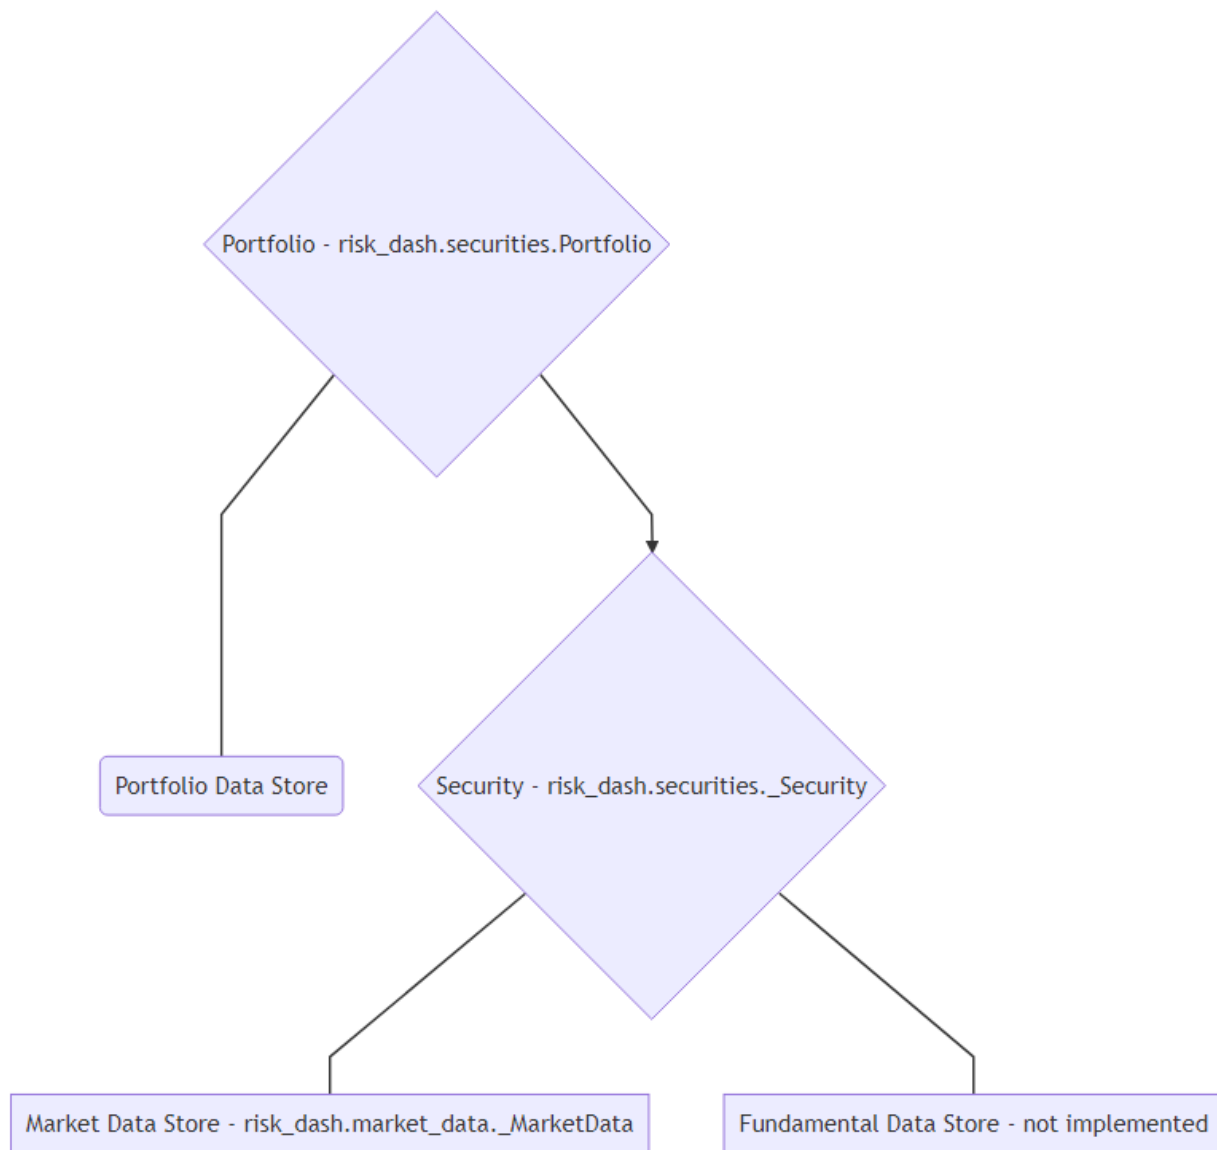 Portfolio - risk_dash.securities.Portfolio
Portfolio Data Store
Security - risk_dash.securities._Security
Market Data Store - risk_dash.market_data._MarketData
Fundamental Data Store - not implemented